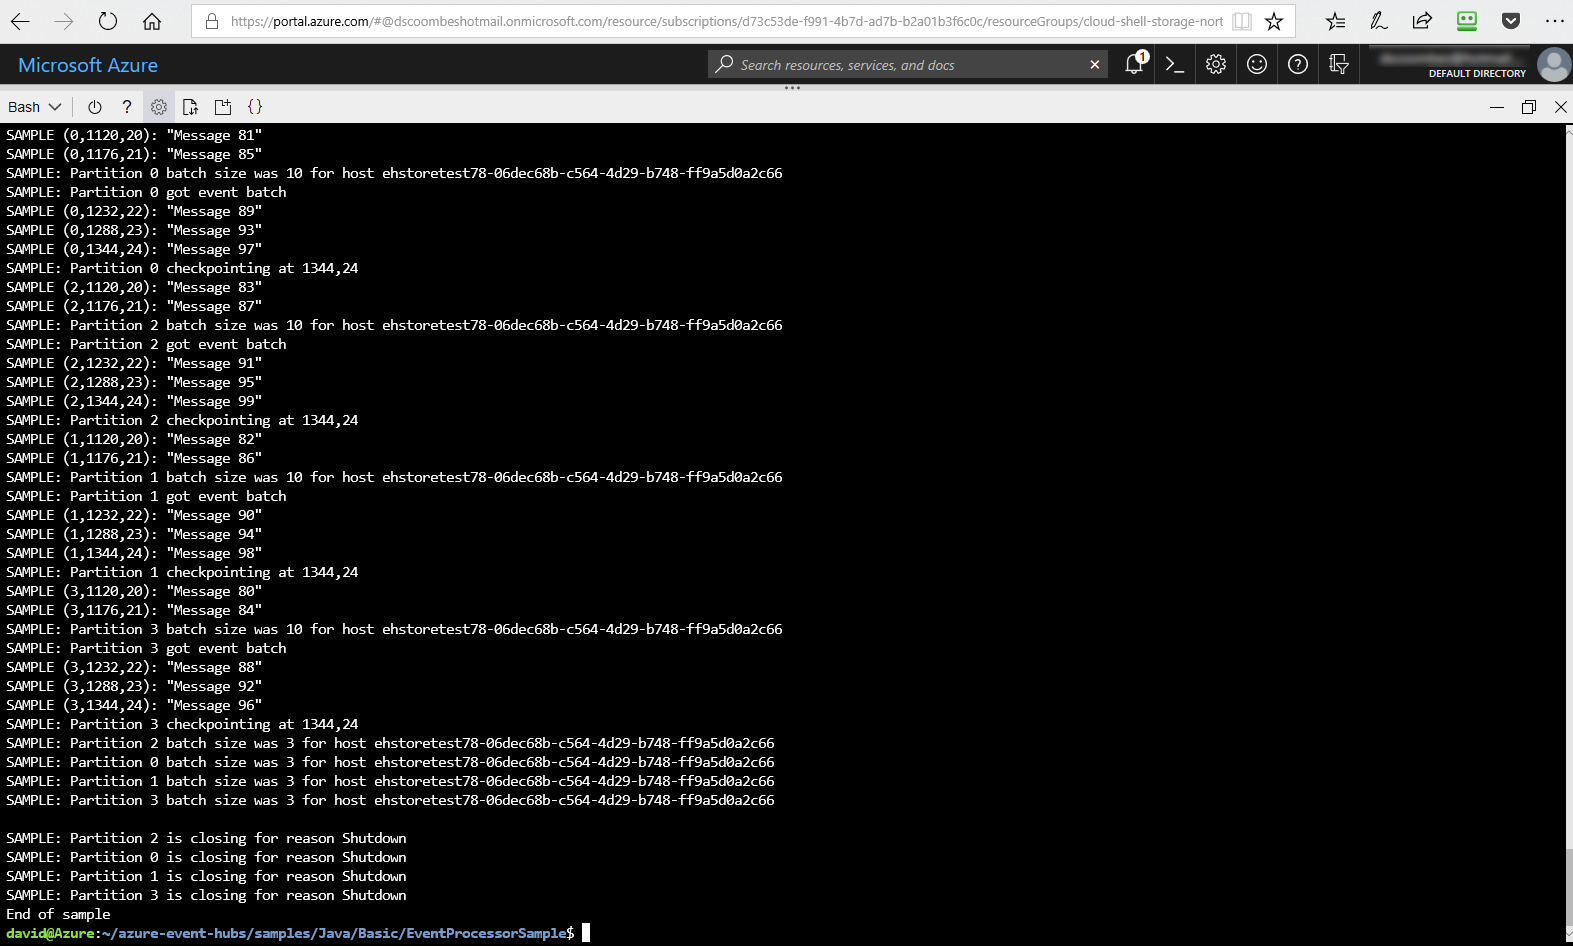 https://portal.azure.com/#@dscoombeshotmail.onmicrosoft.com/resource/subscriptions/d73c53de-f991-4b7d-ad7b-b2a01b3f6c0c/resourceGroups/cloud-shell-storage-nort
Microsoft Azure
Search resources, services, and docs
1
DEFAULT DIRECTORY
Bash
SAMPLE (0,1120,20): "Message 81"
SAMPLE (0,1176,21): "Message 85"
SAMPLE: Partition 0 batch size was 10 for host ehstoretest78-06dec68b-c564-4d29-b748-ff9a5d0a2c66
SAMPLE: Partition 0 got event batch
SAMPLE (0,1232,22): "Message 89"
SAMPLE (0,1288,23): "Message 93"
SAMPLE (0,1344,24): "Message 97"
SAMPLE: Partition 0 checkpointing at 1344,24
SAMPLE (2,1120,20): "Message 83"
SAMPLE (2,1176,21): "Message 87"
SAMPLE: Partition 2 batch size was 10 for host ehstoretest78-06dec68b-c564-4d29-b748-ff9a5d0a2c66
SAMPLE: Partition 2 got event batch
SAMPLE (2,1232,22): "Message 91"
SAMPLE (2,1288,23): "Message 95"
SAMPLE (2,1344,24): "Message 99"
SAMPLE: Partition 2 checkpointing at 1344,24
SAMPLE (1,1120,20): "Message 82"
SAMPLE (1,1176,21): "Message 86"
SAMPLE: Partition 1 batch size was 10 for host ehstoretest78-06dec68b-c564-4d29-b748-ff9a5d0a2c66
SAMPLE: Partition 1 got event batch
SAMPLE (1,1232,22): "Message 90"
SAMPLE (1,1288,23): "Message 94"
SAMPLE (1,1344,24): "Message 98"
SAMPLE: Partition 1 checkpointing at 1344,24
SAMPLE (3,1120,20): "Message 80"
SAMPLE (3,1176,21): "Message 84"
SAMPLE: Partition 3 batch size was 10 for host ehstoretest78-06dec68b-c564-4d29-b748-ff9a5d0a2c66
SAMPLE: Partition 3 got event batch
SAMPLE (3,1232,22): "Message 88"
SAMPLE (3,1288,23): "Message 92"
SAMPLE (3,1344,24): "Message 96"
SAMPLE: Partition 3 checkpointing at 1344,24
SAMPLE: Partition 2 batch size was 3 for host ehstoretest78-06dec68b-c564-4d29-b748-ff9a5d0a2c66
SAMPLE: Partition 0 batch size was 3 for host ehstoretest78-06dec68b-c564-4d29-b748-ff9a5d0a2c66
SAMPLE: Partition 1 batch size was 3 for host ehstoretest78-06dec68b-c564-4d29-b748-ff9a5d0a2c66
SAMPLE: Partition 3 batch size was 3 for host ehstoretest78-06dec68b-c564-4d29-b748-ff9a5d0a2c66
SAMPLE: Partition 2 is closing for reason Shutdown
SAMPLE: Partition 0 is closing for reason Shutdown
SAMPLE: Partition 1 is closing for reason Shutdown
SAMPLE: Partition 3 is closing for reason Shutdown
End of sample
david@Azure:~/azure-event-hubs/samples/Java/Basic/EventProcessorSample$